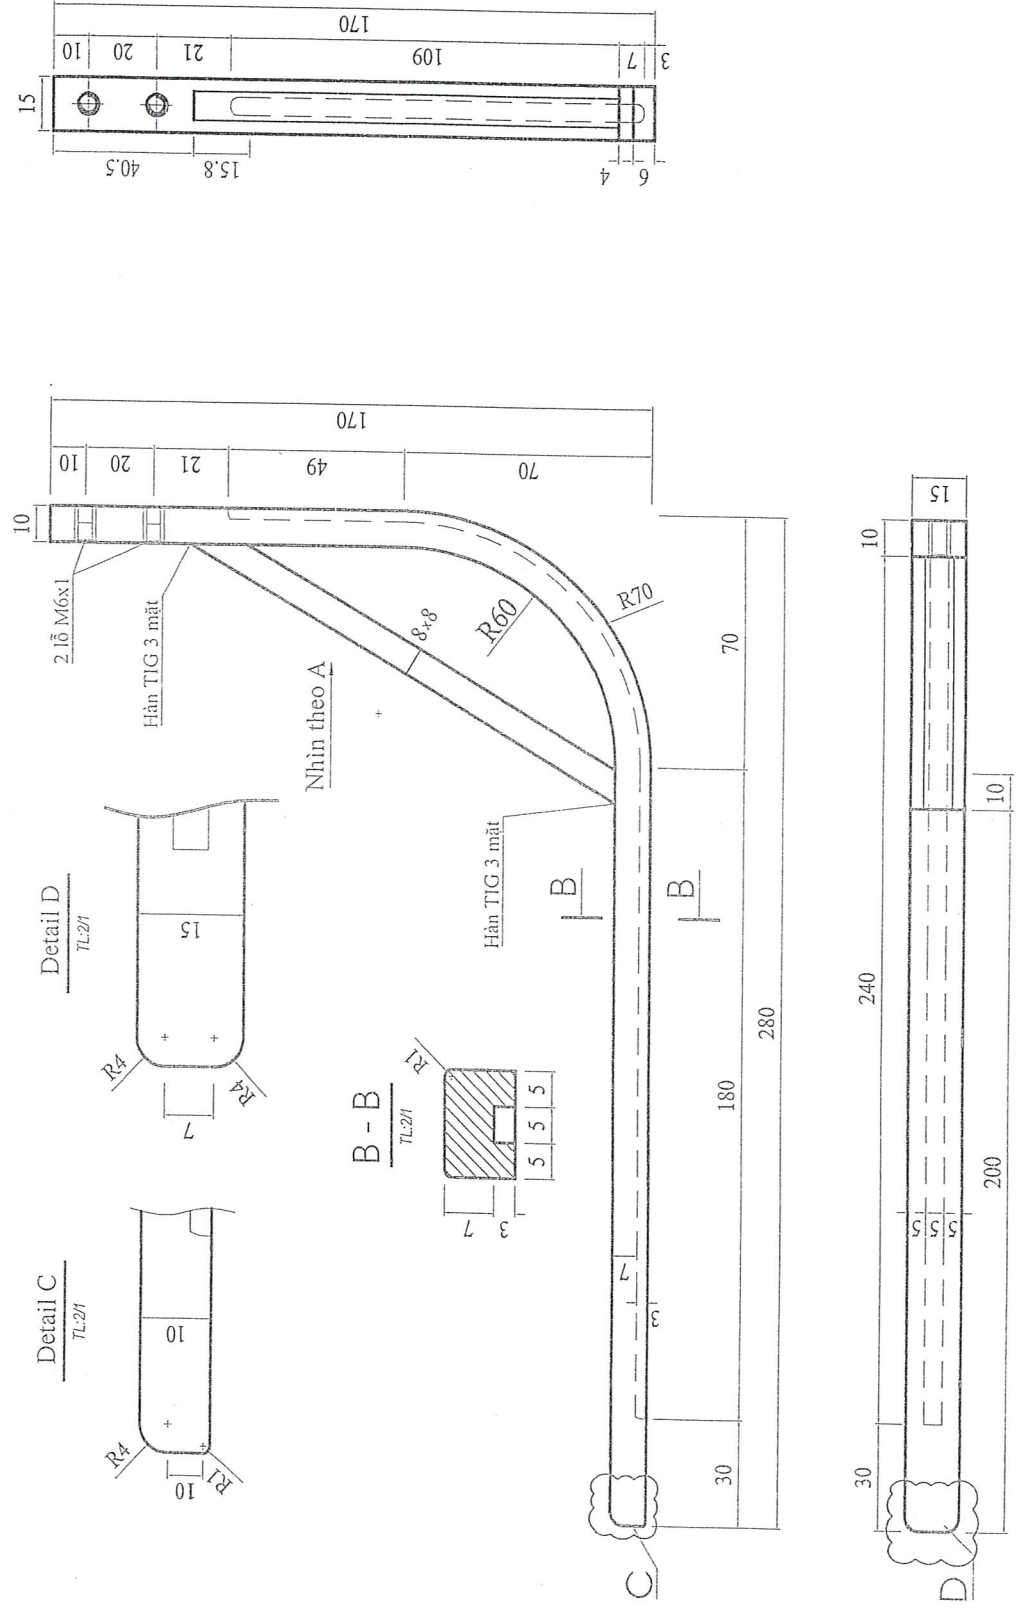 170
10
20
21
109
7
3
15
40.5
15.8
4
6
170
10
20
21
49
70
10
2 lỗ M6x1
Hàn TIG 3 mặt
Nhìn theo A
8x8
R60
R70
70
Hàn TIG 3 mặt
B
B
180
280
30
7
3
C
Detail D
TL:2/1
15
R4
R4
7
B - B
TL:2/1
R1
5
5
5
7
3
Detail C
TL:2/1
10
R4
R1
10
15
10
10
240
200
5
5
5
30
D